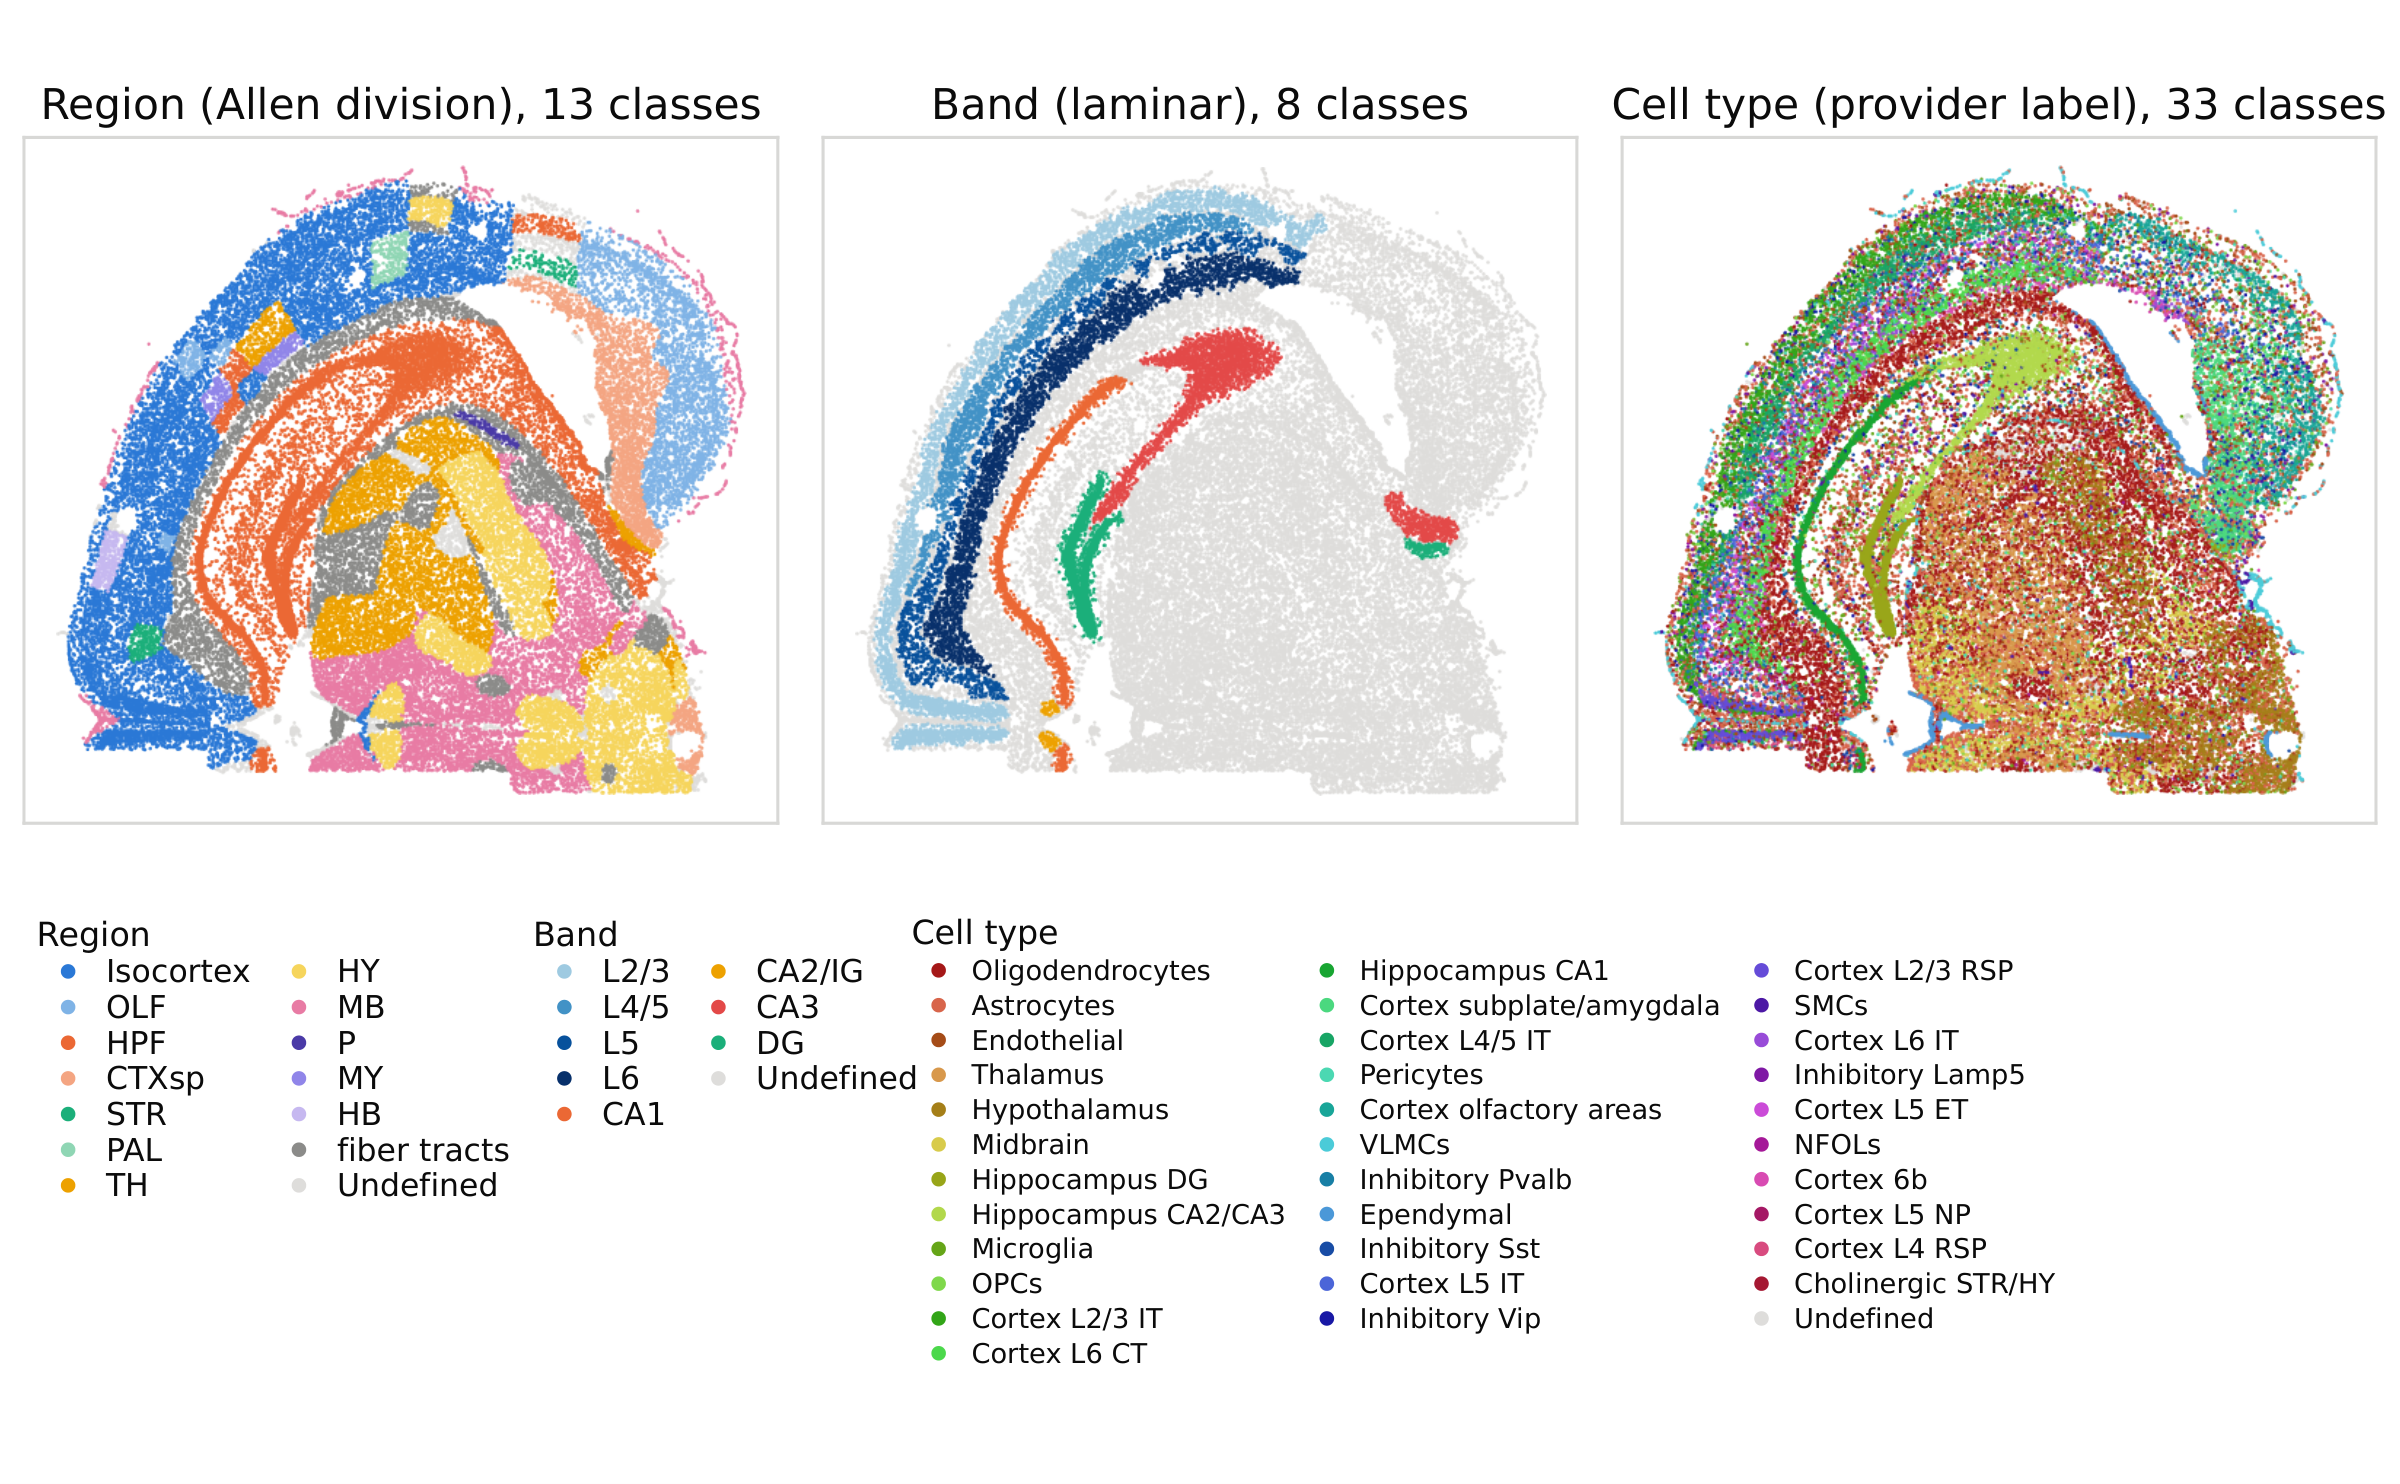 Region (Allen division), 13 classes
Band (laminar), 8 classes
Cell type (provider label), 33 classes
Region
Isocortex
OLF
HPF
CTXsp
STR
PAL
TH
HY
MB
P
MY
HB
fiber tracts
Undefined
Band
L2/3
L4/5
L5
L6
CA1
CA2/IG
CA3
DG
Undefined
Cell type
Oligodendrocytes
Astrocytes
Endothelial
Thalamus
Hypothalamus
Midbrain
Hippocampus DG
Hippocampus CA2/CA3
Microglia
OPCs
Cortex L2/3 IT
Cortex L6 CT
Hippocampus CA1
Cortex subplate/amygdala
Cortex L4/5 IT
Pericytes
Cortex olfactory areas
VLMCs
Inhibitory Pvalb
Ependymal
Inhibitory Sst
Cortex L5 IT
Inhibitory Vip
Cortex L2/3 RSP
SMCs
Cortex L6 IT
Inhibitory Lamp5
Cortex L5 ET
NFOLs
Cortex 6b
Cortex L5 NP
Cortex L4 RSP
Cholinergic STR/HY
Undefined